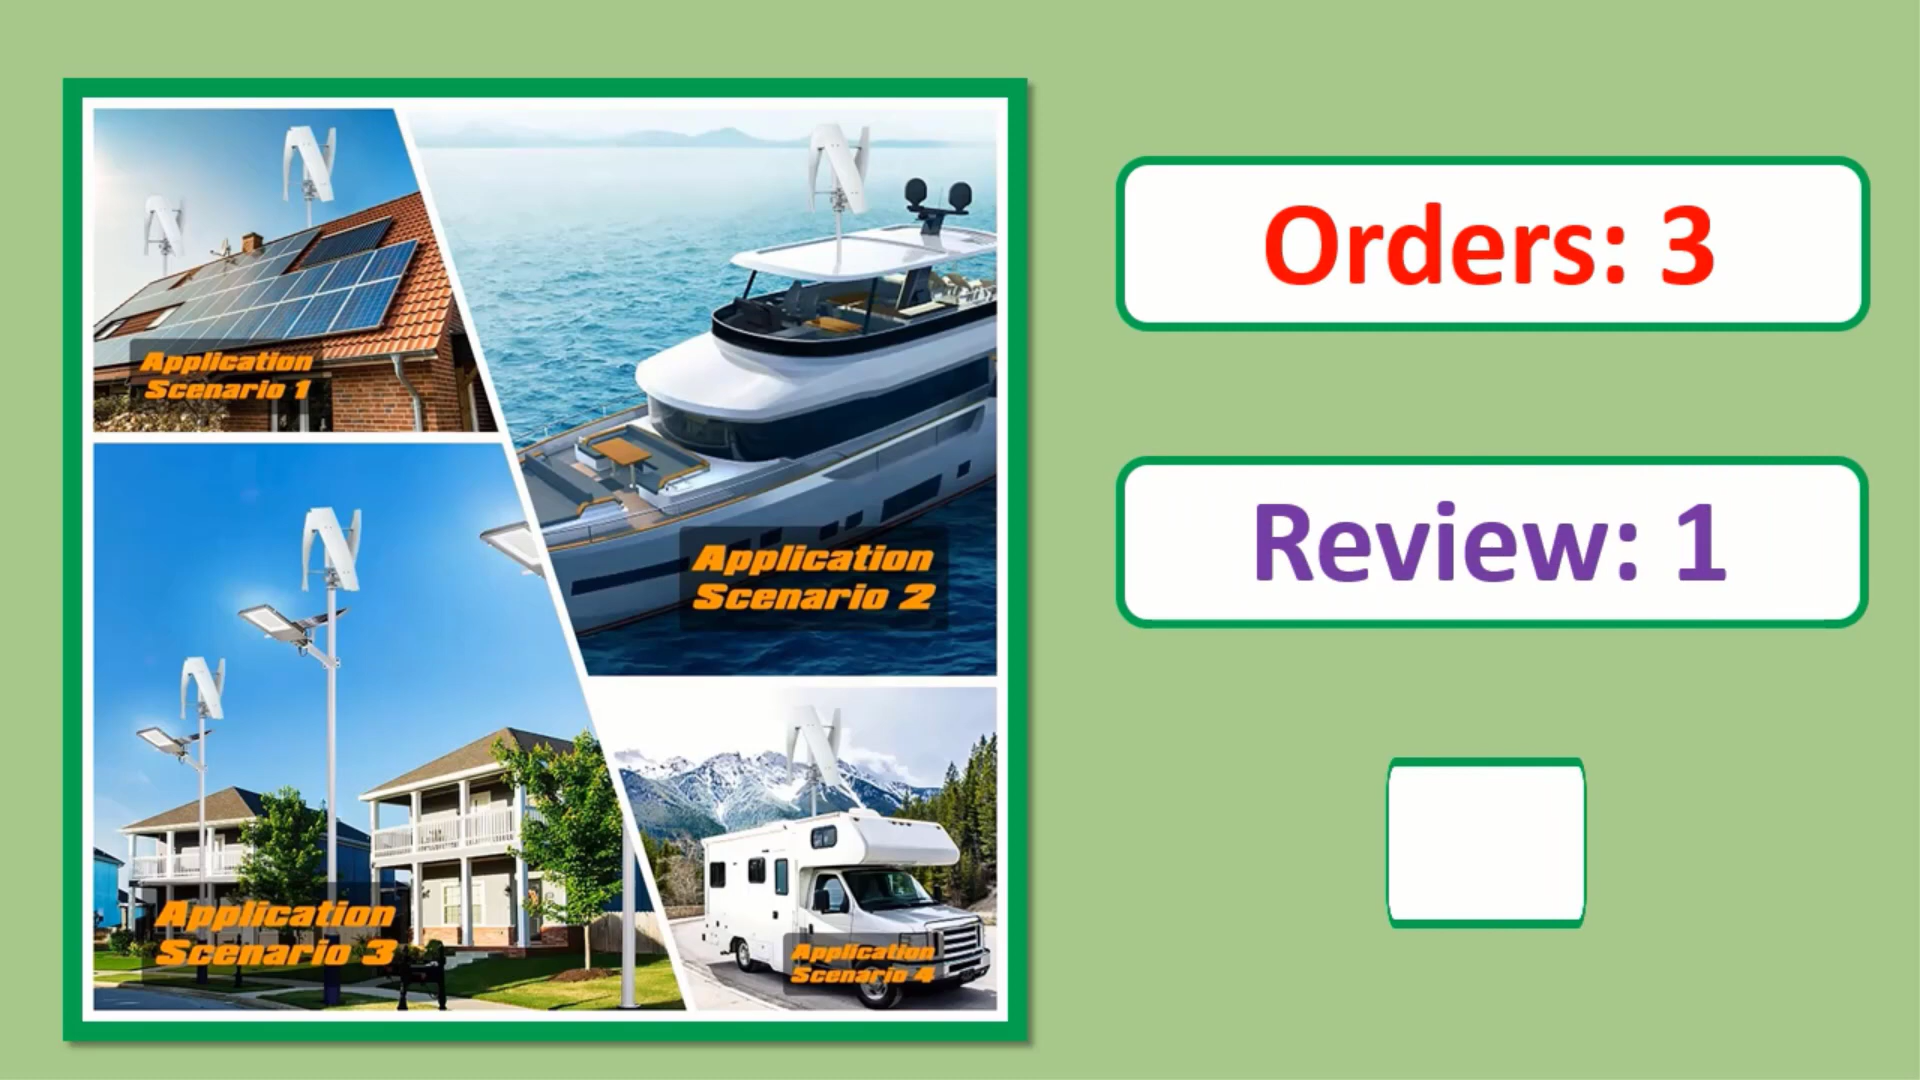 Application
Scenario 1
Application
Scenario 2
Application
Scenario 3
Application
Scenario 4
Orders: 3
Review: 1